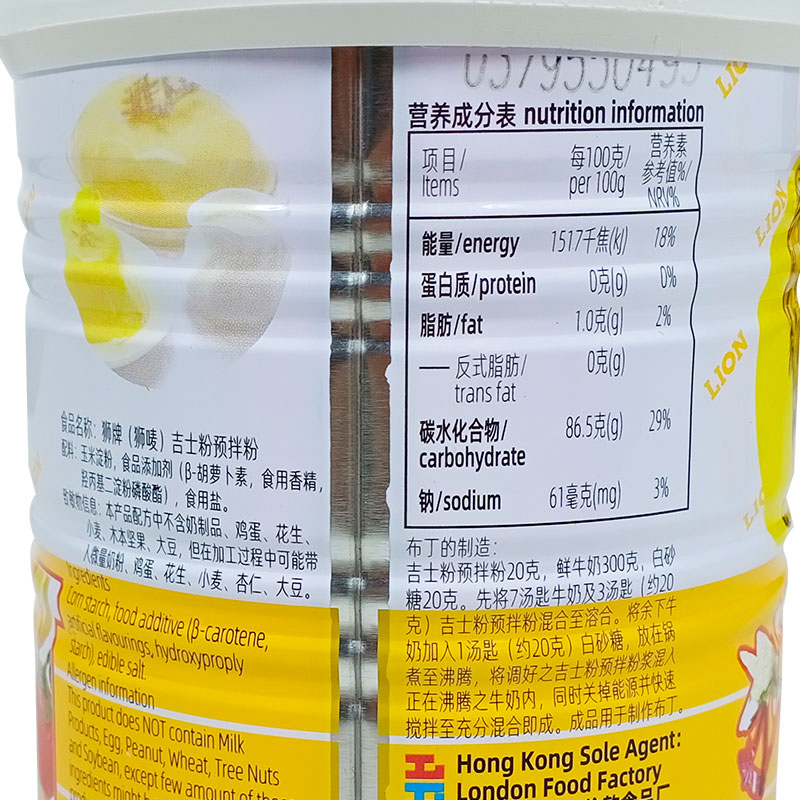 食品名称：狮牌（狮唛）吉士粉预拌粉
配料：玉米淀粉，食品添加剂（β-胡萝卜素，食用香精，
羟丙基二淀粉磷酸酯），食用盐。
致敏物信息：本产品配方中不含奶制品、鸡蛋、花生、
小麦、木本坚果、大豆，但在加工过程中可能带
入微量奶粉、鸡蛋、花生、小麦、杏仁、大豆。
Ingredients
Corn starch, food additive (β-carotene,
artificial flavourings, hydroxyproply
starch), edible salt.
Allergen information
This product does NOT contain Milk
Products, Egg, Peanut, Wheat, Tree Nuts
and Soybean, except few amount of these
ingredients might b
0379550495
营养成分表 nutrition information
项目/ 每100克/ 营养素
Items per 100g 参考值%/
NRV%
能量/energy 1517千焦(kJ) 18%
蛋白质/protein 0克(g) 0%
脂肪/fat 1.0克(g) 2%
—— 反式脂肪/ 0克(g)
trans fat
碳水化合物/ 86.5克(g) 29%
carbohydrate
钠/sodium 61毫克(mg) 3%
布丁的制造：
吉士粉预拌粉20克，鲜牛奶300克，白砂
糖20克。先将7汤匙牛奶及3汤匙（约20
克）吉士粉预拌粉混合至溶合。将余下牛
奶加入1汤匙（约20克）白砂糖，放在锅
煮至沸腾，将调好之吉士粉预拌粉浆混入
正在沸腾之牛奶内，同时关掉能源并快速
搅拌至充分混合即成。成品用于制作布丁。
Hong Kong Sole Agent:
London Food Factory
LION
LION
LION